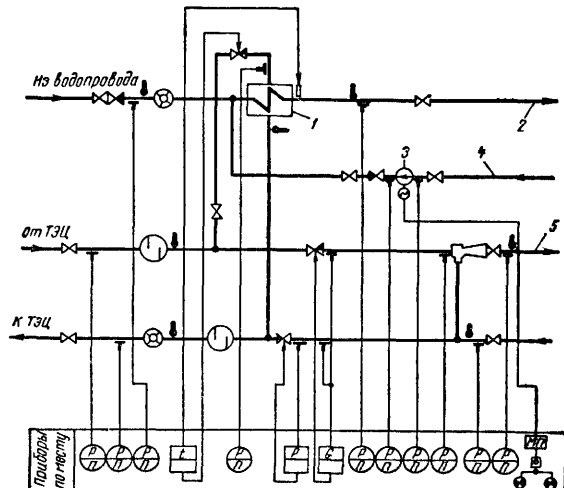 Из водопровода
1
2
3
4
От ТЭЦ
5
К ТЭЦ
Приборы
по месту
P P P t P P G P P P P P P
П П П П П П П П П П П